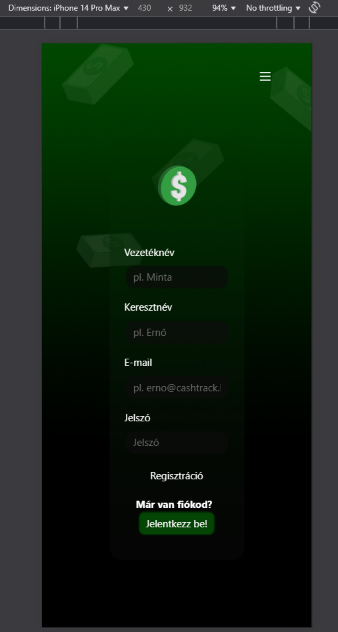 Dimensions: iPhone 14 Pro Max ▼ 430 × 932 94% ▼ No throttling ▼
$
Vezetéknév
pl. Minta
Keresztnév
pl. Ernő
E-mail
pl. erno@cashtrack.
Jelszó
Jelszó
Regisztráció
Már van fiókod?
Jelentkezz be!